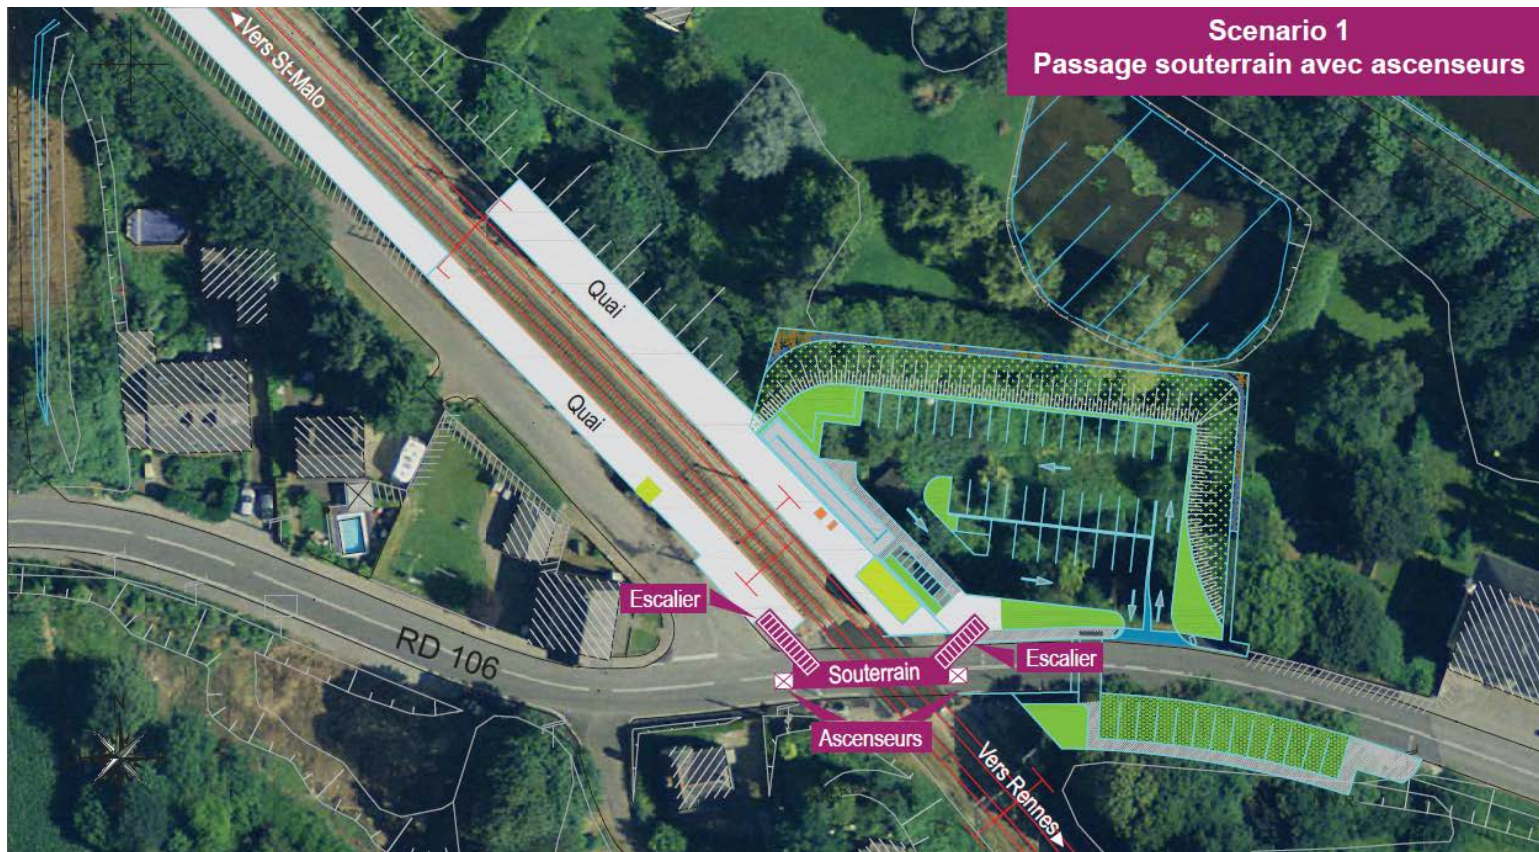 Scenario 1
Passage souterrain avec ascenseurs
Vers St-Malo
Quai
Quai
Escalier
RD 106
Souterrain
Escalier
Ascenseurs
Vers Rennes